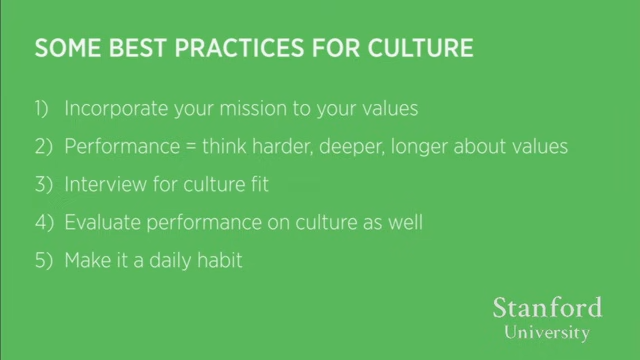 SOME BEST PRACTICES FOR CULTURE
1) Incorporate your mission to your values
2) Performance = think harder, deeper, longer about values
3) Interview for culture fit
4) Evaluate performance on culture as well
5) Make it a daily habit
Stanford
University